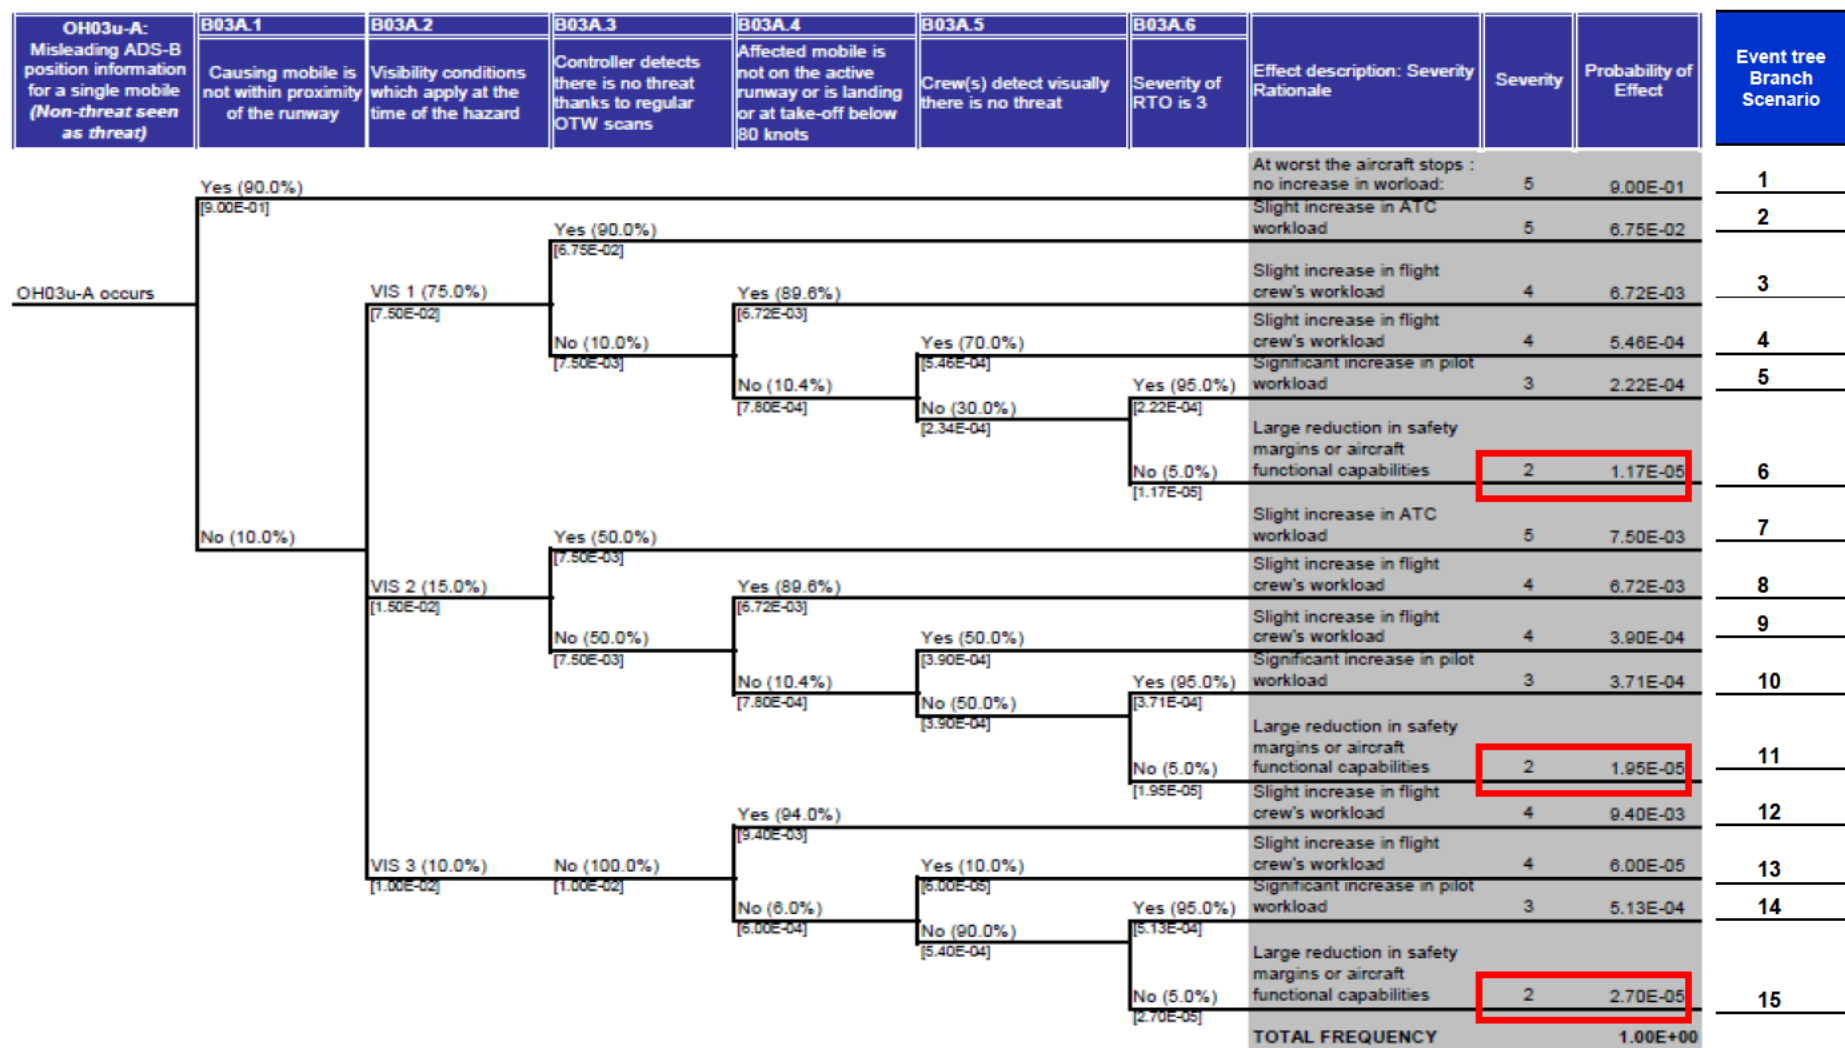 OH03u-A:
Misleading ADS-B
position information
for a single mobile
(Non-threat seen
as threat)
B03A.1
Causing mobile is
not within proximity
of the runway
B03A.2
Visibility conditions
which apply at the
time of the hazard
B03A.3
Controller detects
there is no threat
thanks to regular
OTW scans
B03A.4
Affected mobile is
not on the active
runway or is landing
or at take-off below
80 knots
B03A.5
Crew(s) detect visually
there is no threat
B03A.6
Severity of
RTO is 3
Effect description: Severity
Rationale
Severity
Probability of
Effect
Event tree
Branch
Scenario
At worst the aircraft stops :
Yes (90.0%)
no increase in worload:
5
9.00E-01
1
[9.00E-01]
Slight increase in ATC
Yes (90.0%)
workload
5
6.75E-02
2
[6.75E-02]
Slight increase in flight
OH03u-A occurs
VIS 1 (75.0%)
Yes (89.6%)
crew's workload
4
6.72E-03
3
[7.50E-02]
[6.72E-03]
Slight increase in flight
No (10.0%)
Yes (70.0%)
crew's workload
4
5.46E-04
4
[7.50E-03]
[5.46E-04]
Significant increase in pilot
No (10.4%)
Yes (95.0%)
workload
3
2.22E-04
5
[7.80E-04]
No (30.0%)
[2.22E-04]
[2.34E-04]
Large reduction in safety
margins or aircraft
No (5.0%)
functional capabilities
2
1.17E-05
6
[1.17E-05]
Slight increase in ATC
No (10.0%)
Yes (50.0%)
workload
5
7.50E-03
7
[7.50E-03]
Slight increase in flight
VIS 2 (15.0%)
Yes (89.6%)
crew's workload
4
6.72E-03
8
[1.50E-02]
[6.72E-03]
Slight increase in flight
No (50.0%)
Yes (50.0%)
crew's workload
4
3.90E-04
9
[7.50E-03]
[3.90E-04]
Significant increase in pilot
No (10.4%)
Yes (95.0%)
workload
3
3.71E-04
10
[7.80E-04]
No (50.0%)
[3.71E-04]
[3.90E-04]
Large reduction in safety
margins or aircraft
No (5.0%)
functional capabilities
2
1.95E-05
11
[1.95E-05]
Slight increase in flight
Yes (94.0%)
crew's workload
4
9.40E-03
12
[9.40E-03]
Slight increase in flight
VIS 3 (10.0%)
No (100.0%)
Yes (10.0%)
crew's workload
4
6.00E-05
13
[1.00E-02]
[1.00E-02]
[6.00E-05]
Significant increase in pilot
No (6.0%)
Yes (95.0%)
workload
3
5.13E-04
14
[6.00E-04]
No (90.0%)
[5.13E-04]
[5.40E-04]
Large reduction in safety
margins or aircraft
No (5.0%)
functional capabilities
2
2.70E-05
15
[2.70E-05]
TOTAL FREQUENCY
1.00E+00